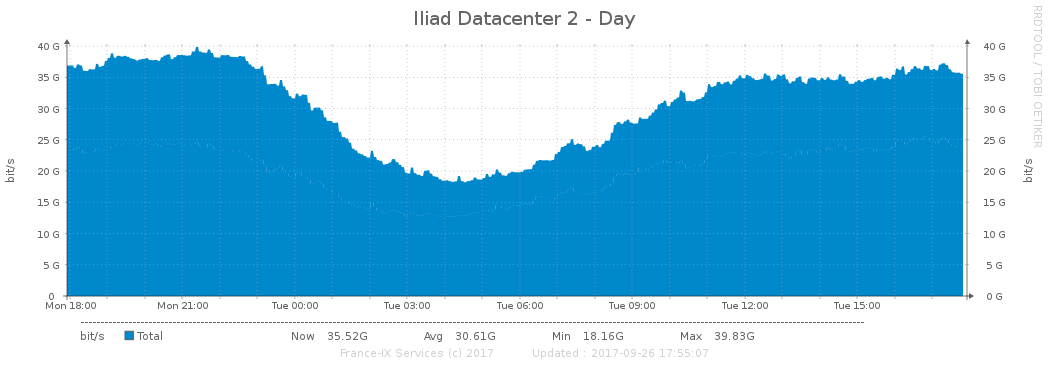 Iliad Datacenter 2 - Day
RRDTOOL / TOBI OETIKER
40 G 40 G
35 G 35 G
30 G 30 G
25 G 25 G
20 G 20 G
15 G 15 G
10 G 10 G
5 G 5 G
0 0 G
bit/s bit/s
Mon 18:00 Mon 21:00 Tue 00:00 Tue 03:00 Tue 06:00 Tue 09:00 Tue 12:00 Tue 15:00
bit/s Total Now 35.52G Avg 30.61G Min 18.16G Max 39.83G
France-IX Services (c) 2017 Updated : 2017-09-26 17:55:07